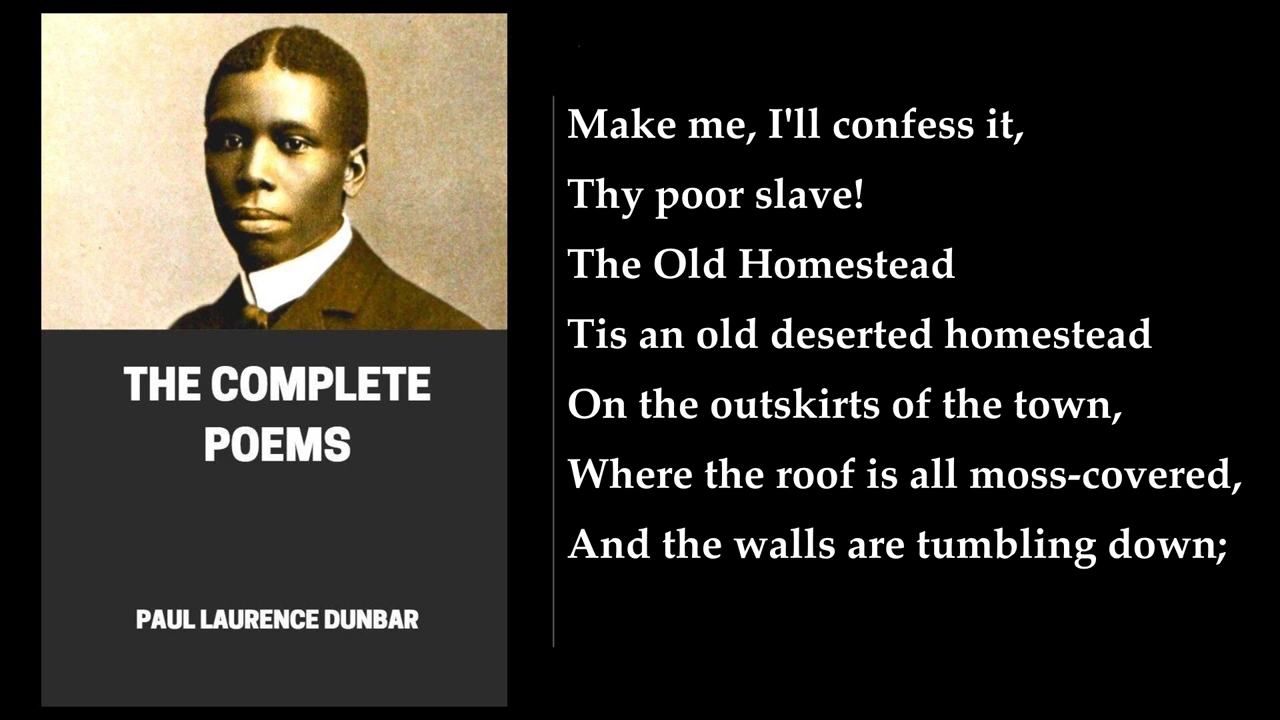 THE COMPLETE
POEMS
PAUL LAURENCE DUNBAR
Make me, I'll confess it,
Thy poor slave!
The Old Homestead
Tis an old deserted homestead
On the outskirts of the town,
Where the roof is all moss-covered,
And the walls are tumbling down;